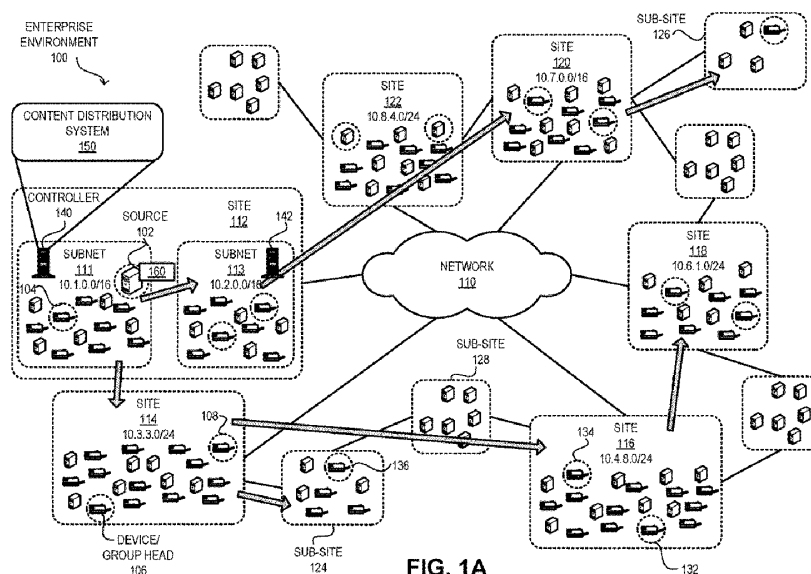 ENTERPRISE
ENVIRONMENT
100
CONTENT DISTRIBUTION
SYSTEM
150
CONTROLLER
140
SOURCE
102
SITE
112
142
SUBNET
111
10.1.0.0/16
160
SUBNET
113
10.2.0.0/16
104
SITE
122
10.8.4.0/24
SITE
120
10.7.0.0/16
SUB-SITE
126
NETWORK
110
SITE
118
10.6.1.0/24
SITE
114
10.3.3.0/24
108
DEVICE/
GROUP HEAD
106
SUB-SITE
128
136
SUB-SITE
124
SITE
116
10.4.8.0/24
134
132
FIG. 1A